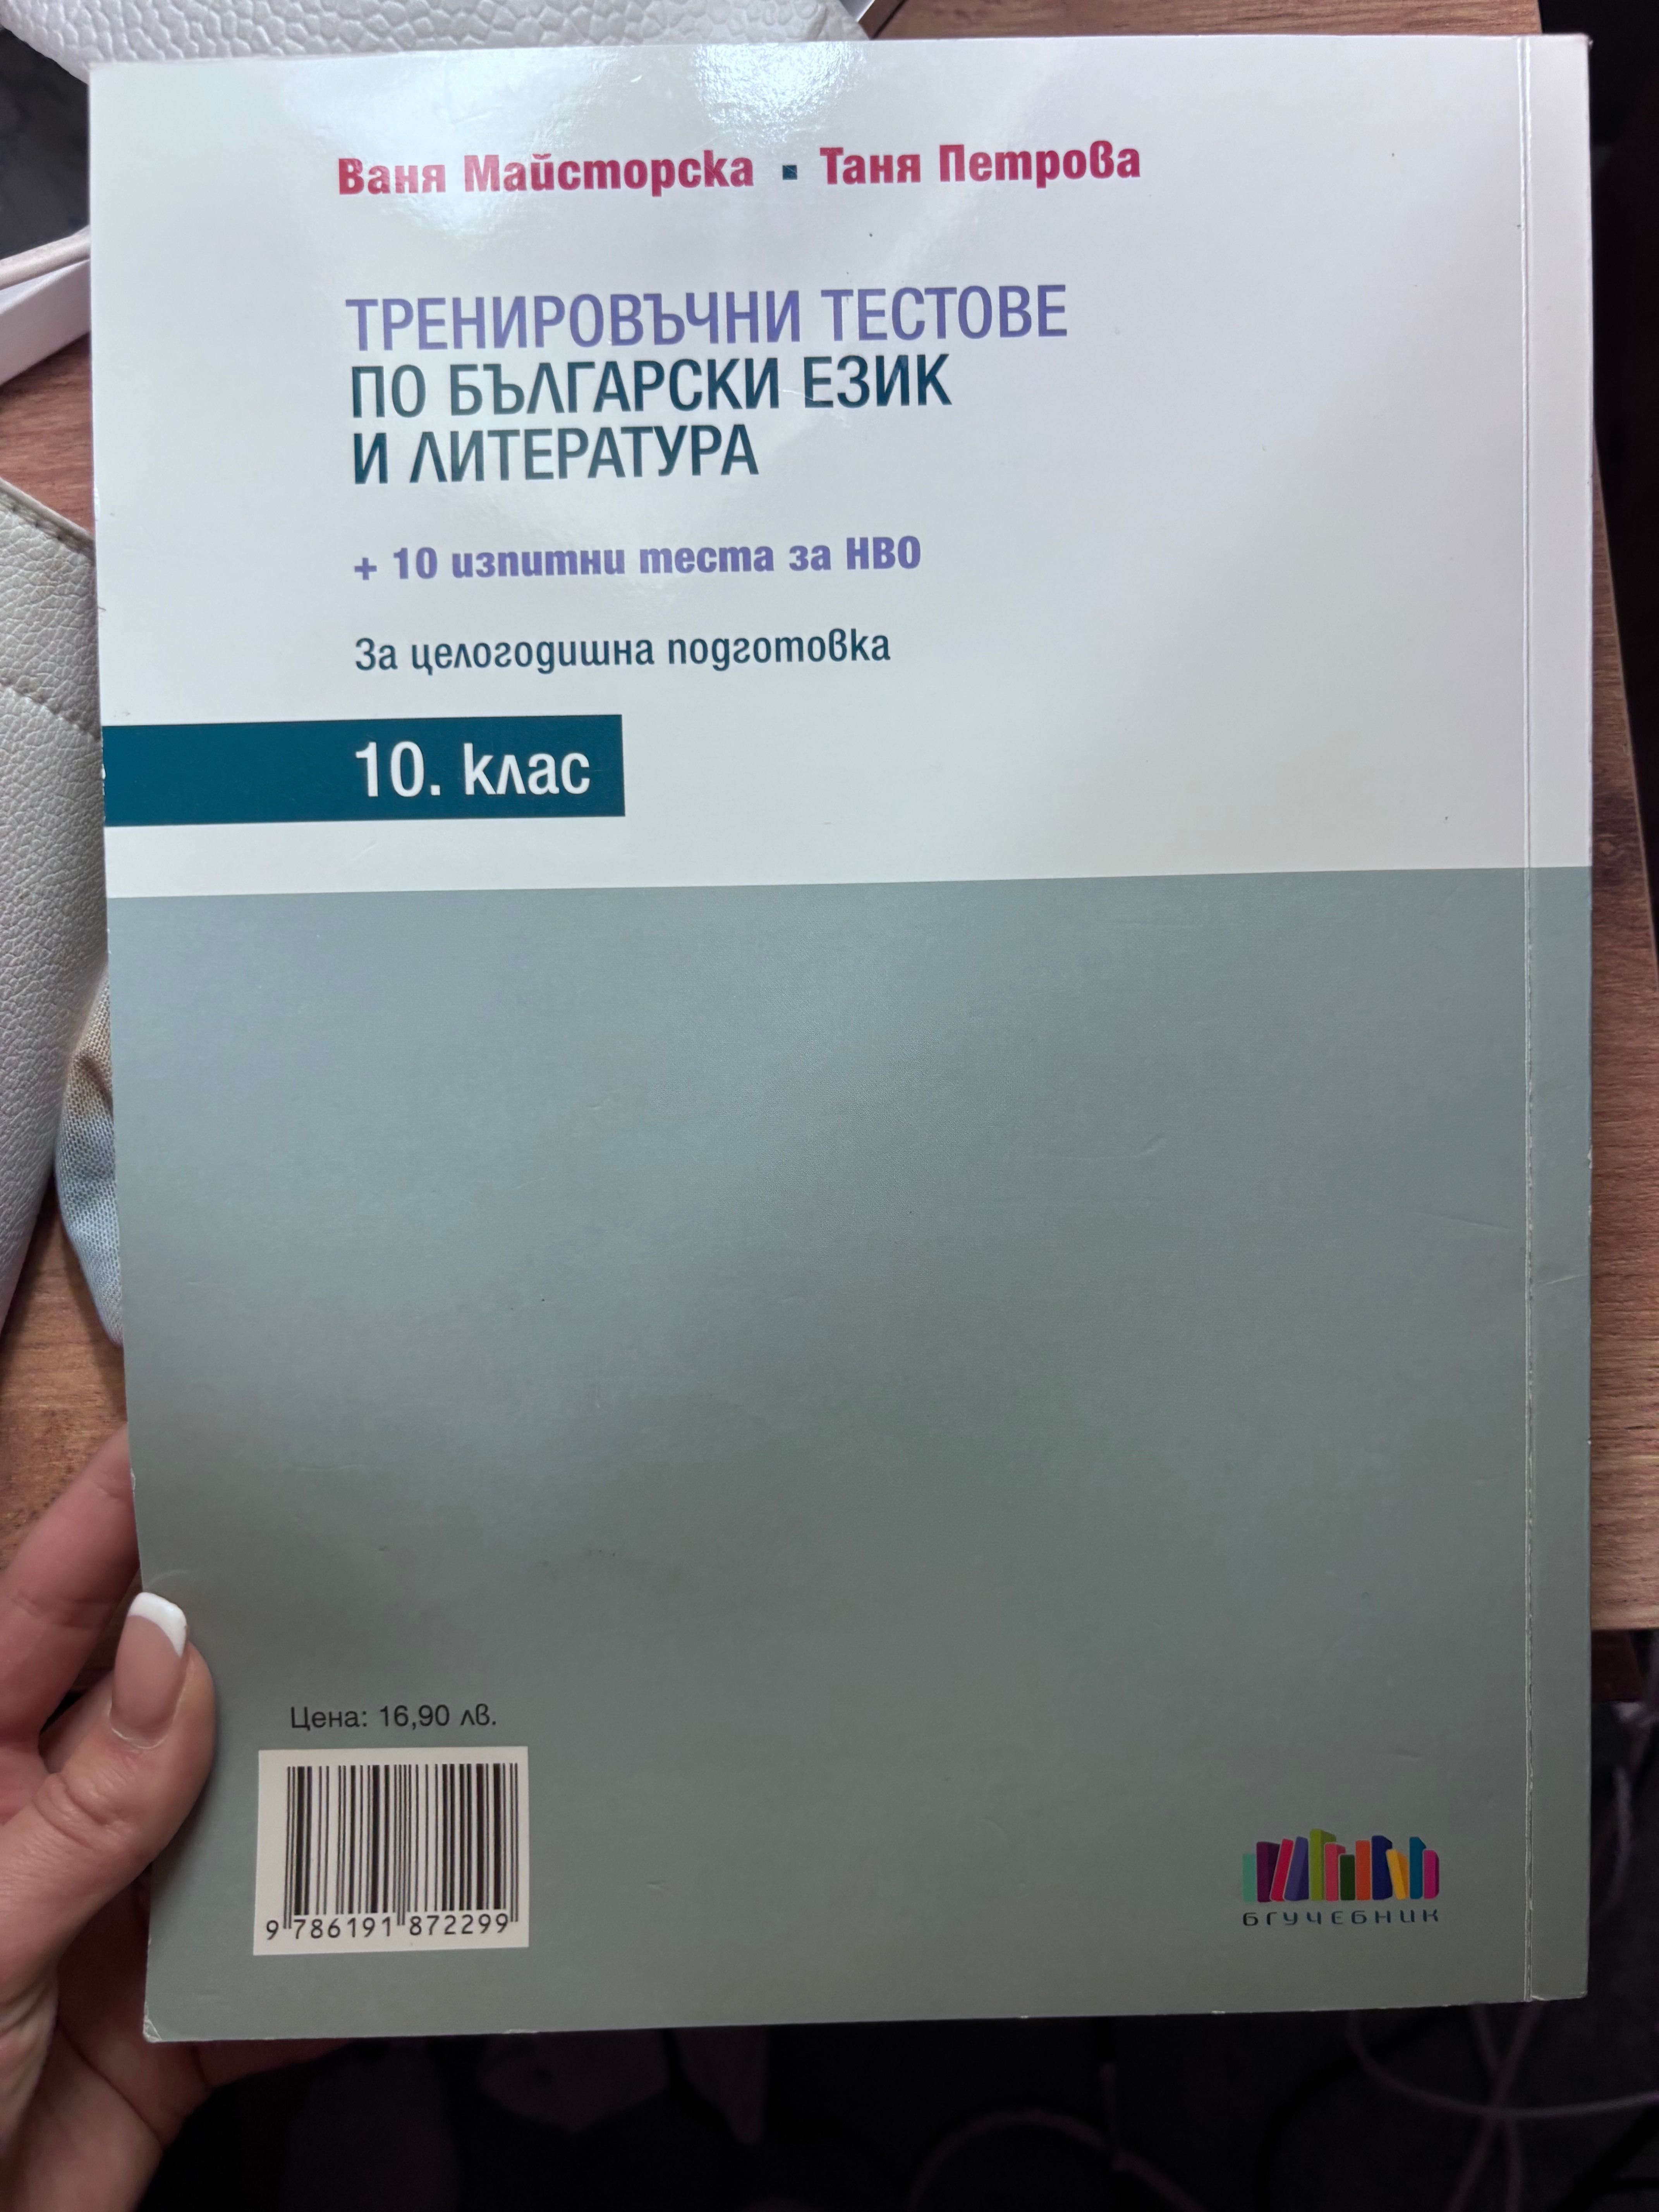 Ваня Майсторска ▪ Таня Петрова
ТРЕНИРОВЪЧНИ ТЕСТОВЕ
ПО БЪЛГАРСКИ ЕЗИК
И ЛИТЕРАТУРА
+ 10 изпитни теста за НВО
За целогодишна подготовка
10. клас
Цена: 16,90 лв.
9 786191 872299
БГУЧЕБНИК